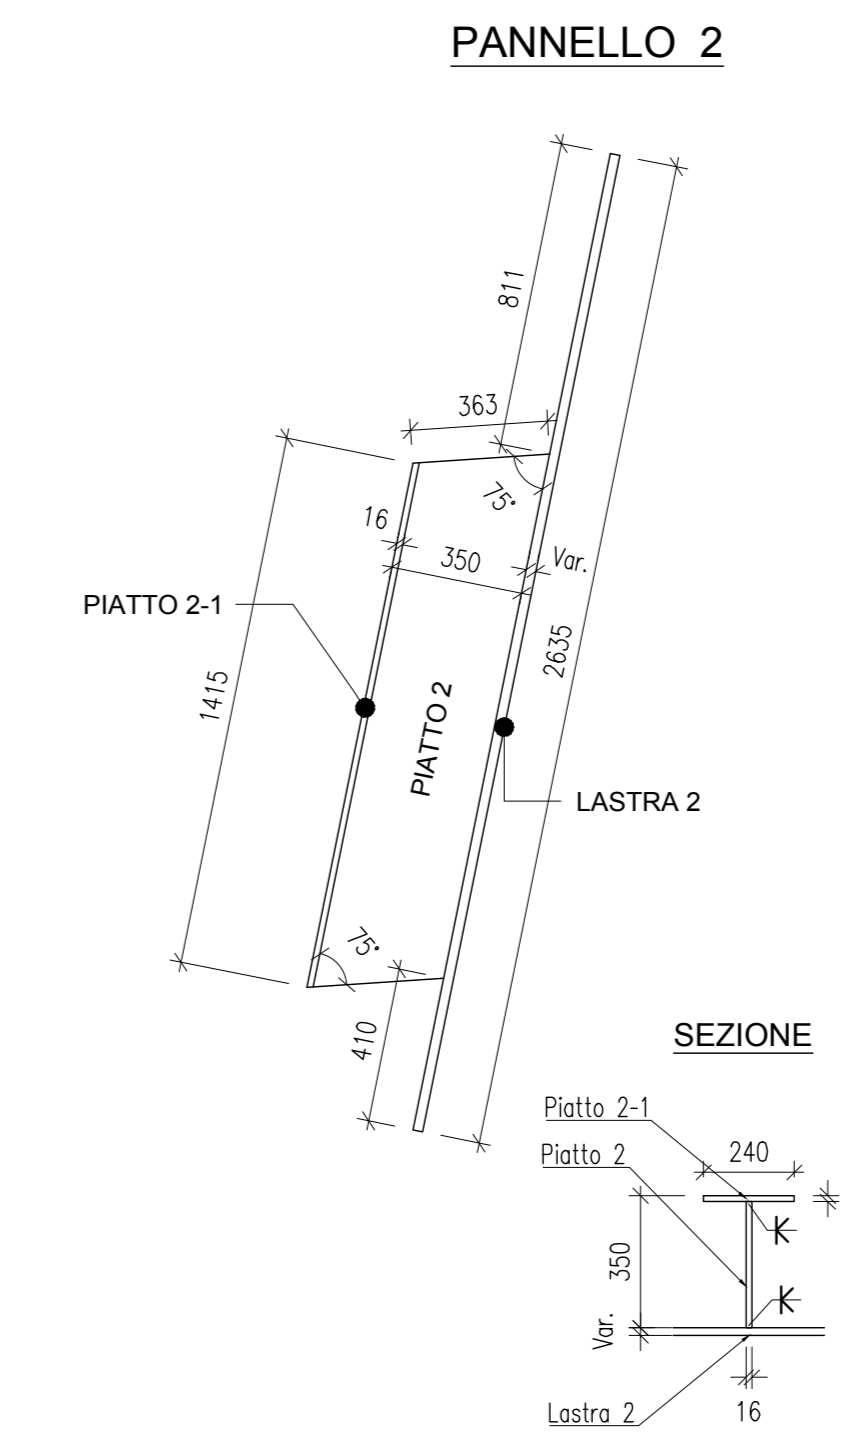 PANNELLO 2
811
363
75°
16
350
Var.
PIATTO 2-1
2635
1415
PIATTO 2
LASTRA 2
75°
410
SEZIONE
Piatto 2-1
240
Piatto 2
350
Var.
Lastra 2
16